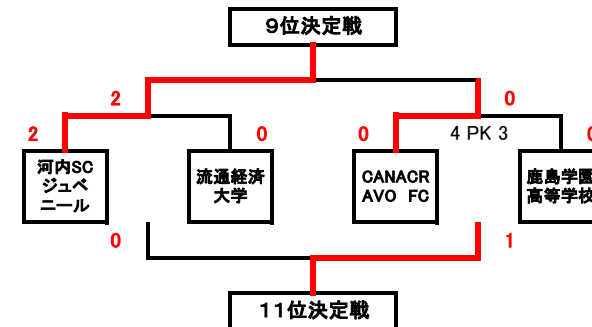 9位決定戦
2
0
2
0
0
4 PK 3
0
河内SC
ジュベ
ニール
流通経済
大学
CANACR
AVO FC
鹿島学園
高等学校
0
1
11位決定戦